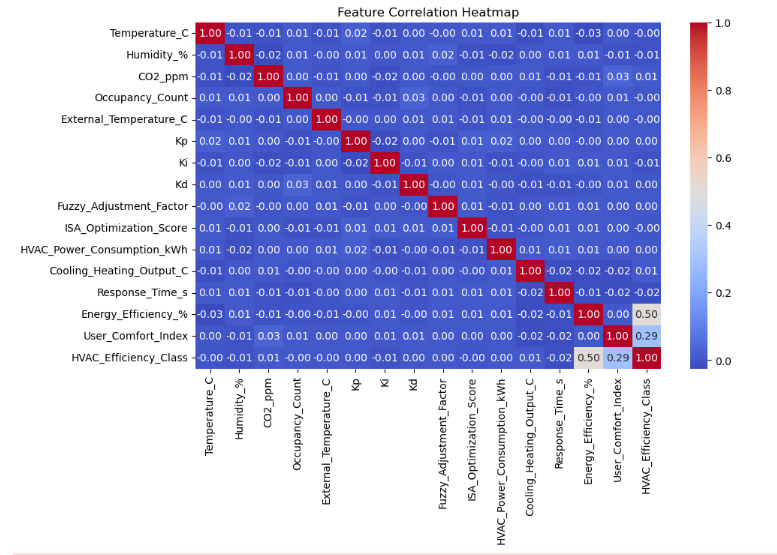 Feature Correlation Heatmap
Temperature_C 1.00 -0.01 -0.01 0.01 -0.01 0.02 -0.01 0.00 -0.00 0.01 0.01 -0.01 0.01 -0.03 0.00 -0.00
Humidity_% -0.01 1.00 -0.02 0.01 -0.00 0.01 0.00 0.01 0.02 -0.01 -0.02 0.00 0.01 0.01 -0.01 -0.01
CO2_ppm -0.01 -0.02 1.00 0.00 -0.01 0.00 -0.02 0.00 -0.00 0.00 0.00 0.01 -0.01 -0.01 0.03 0.01
Occupancy_Count 0.01 0.01 0.00 1.00 0.00 -0.01 -0.01 0.03 0.01 -0.01 0.00 -0.00 -0.01 -0.00 0.01 -0.00
External_Temperature_C -0.01 -0.00 -0.01 0.00 1.00 -0.00 0.00 0.01 0.01 -0.01 0.01 -0.00 0.00 0.01 0.00 -0.00
Kp 0.02 0.01 0.00 -0.01 -0.00 1.00 -0.02 0.00 -0.01 0.01 0.02 -0.00 -0.00 0.00 0.00 0.00
Ki -0.01 0.00 -0.02 -0.01 0.00 -0.02 1.00 -0.01 0.00 0.01 -0.01 -0.00 0.01 0.01 0.01 -0.01
Kd 0.00 0.01 0.00 0.03 0.01 0.00 -0.01 1.00 -0.00 0.01 -0.00 -0.01 -0.01 -0.00 0.01 0.00
Fuzzy_Adjustment_Factor -0.00 0.02 -0.00 0.01 0.01 -0.01 0.00 -0.00 1.00 0.01 -0.01 -0.00 0.01 0.01 0.00 0.00
ISA_Optimization_Score 0.01 -0.01 0.00 -0.01 -0.01 0.01 0.01 0.01 0.01 1.00 -0.01 -0.00 0.01 0.01 0.00 -0.00
HVAC_Power_Consumption_kWh 0.01 -0.02 0.00 0.00 0.01 0.02 -0.01 -0.00 -0.01 -0.01 1.00 0.01 0.01 0.01 0.00 0.00
Cooling_Heating_Output_C -0.01 0.00 0.01 -0.00 -0.00 -0.00 -0.00 -0.01 -0.00 -0.00 0.01 1.00 -0.02 -0.02 -0.02 0.01
Response_Time_s 0.01 0.01 -0.01 -0.01 0.00 -0.00 0.01 -0.01 0.01 0.01 0.01 -0.02 1.00 -0.01 -0.02 -0.02
Energy_Efficiency_% -0.03 0.01 -0.01 -0.00 0.01 0.00 0.01 -0.00 0.01 0.01 0.01 -0.02 -0.01 1.00 0.00 0.50
User_Comfort_Index 0.00 -0.01 0.03 0.01 0.00 0.00 0.01 0.01 0.00 0.00 0.00 -0.02 -0.02 0.00 1.00 0.29
HVAC_Efficiency_Class -0.00 -0.01 0.01 -0.00 -0.00 0.00 -0.01 0.00 0.00 -0.00 0.00 0.01 -0.02 0.50 0.29 1.00
Temperature_C
Humidity_%
CO2_ppm
Occupancy_Count
External_Temperature_C
Kp
Ki
Kd
Fuzzy_Adjustment_Factor
ISA_Optimization_Score
HVAC_Power_Consumption_kWh
Cooling_Heating_Output_C
Response_Time_s
Energy_Efficiency_%
User_Comfort_Index
HVAC_Efficiency_Class
1.0
0.8
0.6
0.4
0.2
0.0